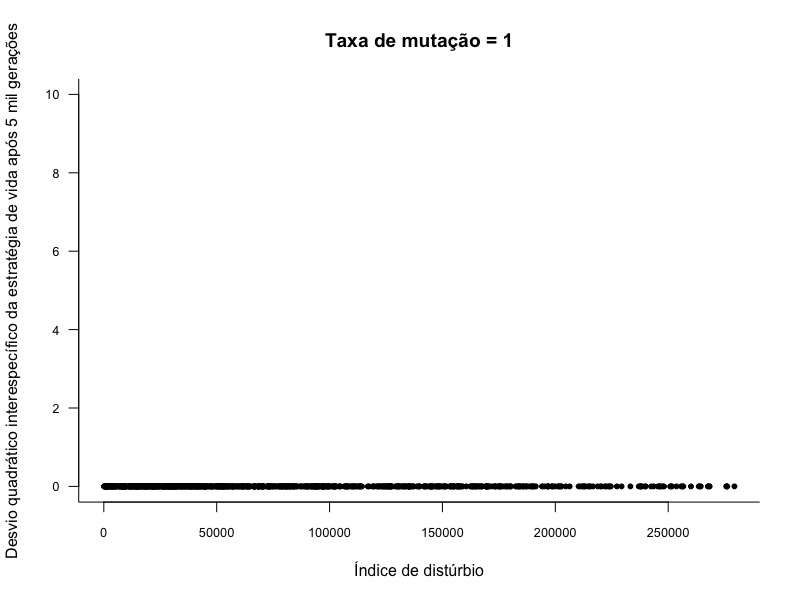 Taxa de mutação = 1
Desvio quadrático interespecífico da estratégia de vida após 5 mil gerações
10
8
6
4
2
0
0 50000 100000 150000 200000 250000
Índice de distúrbio